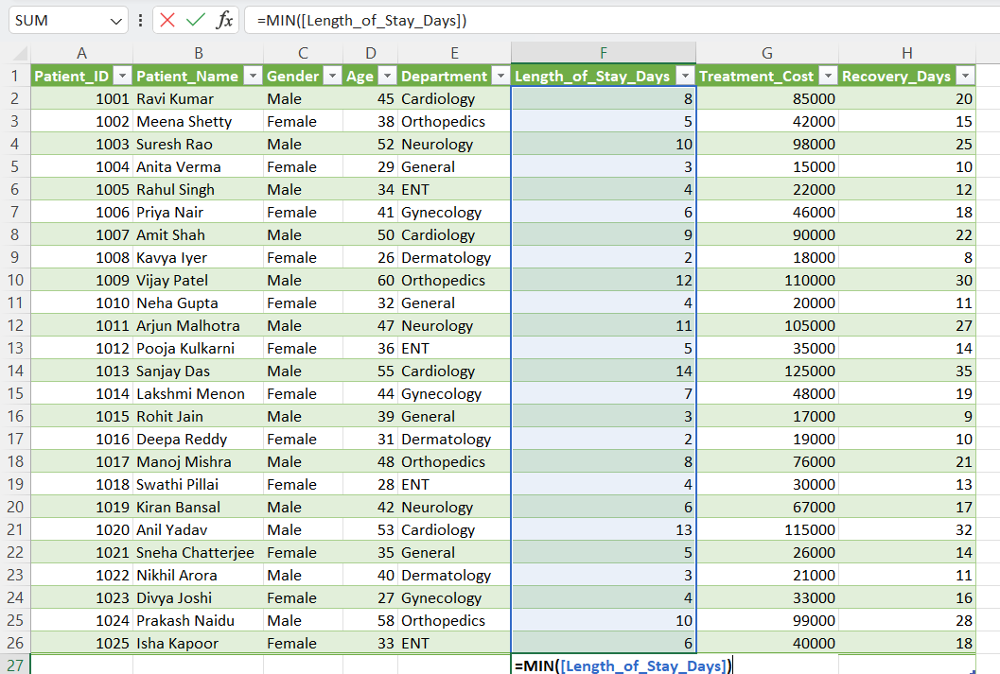 SUM =MIN([Length_of_Stay_Days])
A B C D E F G H
1 Patient_ID Patient_Name Gender Age Department Length_of_Stay_Days Treatment_Cost Recovery_Days
2 1001 Ravi Kumar Male 45 Cardiology 8 85000 20
3 1002 Meena Shetty Female 38 Orthopedics 5 42000 15
4 1003 Suresh Rao Male 52 Neurology 10 98000 25
5 1004 Anita Verma Female 29 General 3 15000 10
6 1005 Rahul Singh Male 34 ENT 4 22000 12
7 1006 Priya Nair Female 41 Gynecology 6 46000 18
8 1007 Amit Shah Male 50 Cardiology 9 90000 22
9 1008 Kavya Iyer Female 26 Dermatology 2 18000 8
10 1009 Vijay Patel Male 60 Orthopedics 12 110000 30
11 1010 Neha Gupta Female 32 General 4 20000 11
12 1011 Arjun Malhotra Male 47 Neurology 11 105000 27
13 1012 Pooja Kulkarni Female 36 ENT 5 35000 14
14 1013 Sanjay Das Male 55 Cardiology 14 125000 35
15 1014 Lakshmi Menon Female 44 Gynecology 7 48000 19
16 1015 Rohit Jain Male 39 General 3 17000 9
17 1016 Deepa Reddy Female 31 Dermatology 2 19000 10
18 1017 Manoj Mishra Male 48 Orthopedics 8 76000 21
19 1018 Swathi Pillai Female 28 ENT 4 30000 13
20 1019 Kiran Bansal Male 42 Neurology 6 67000 17
21 1020 Anil Yadav Male 53 Cardiology 13 115000 32
22 1021 Sneha Chatterjee Female 35 General 5 26000 14
23 1022 Nikhil Arora Male 40 Dermatology 3 21000 11
24 1023 Divya Joshi Female 27 Gynecology 4 33000 16
25 1024 Prakash Naidu Male 58 Orthopedics 10 99000 28
26 1025 Isha Kapoor Female 33 ENT 6 40000 18
27 =MIN([Length_of_Stay_Days])